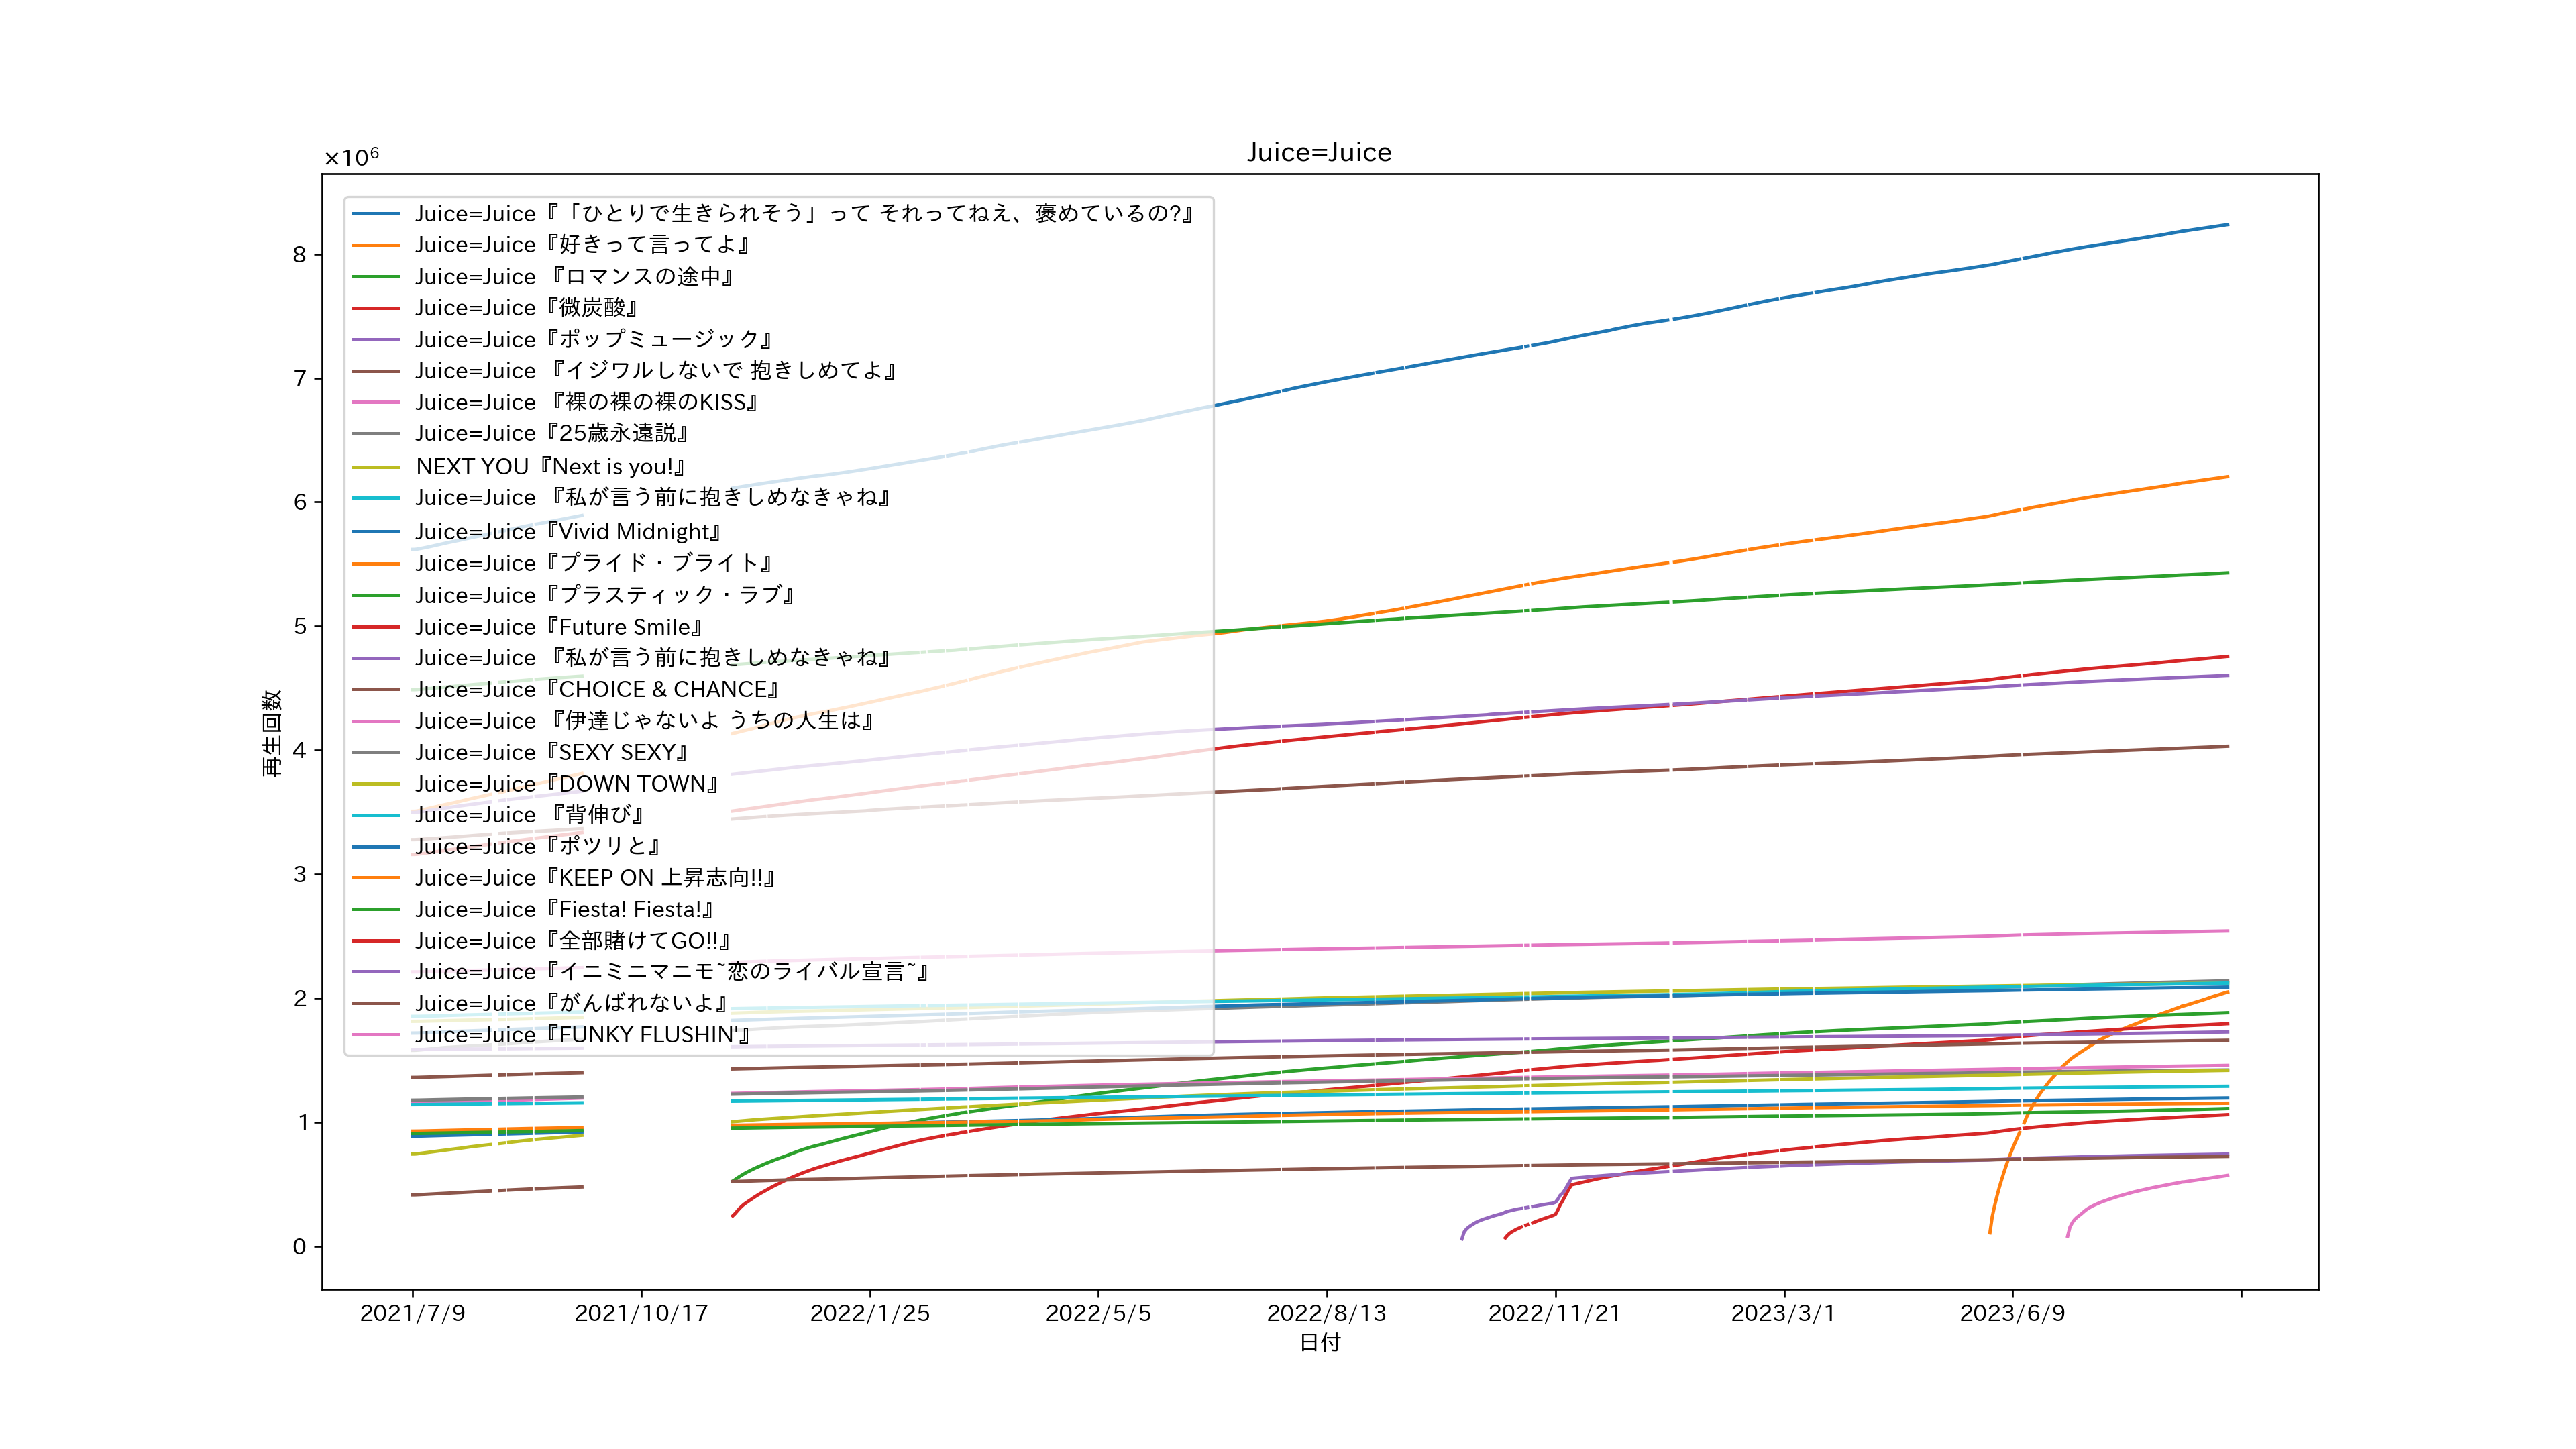 Juice=Juice
×10⁶
Juice=Juice『「ひとりで生きられそう」って それってねえ、褒めているの?』
Juice=Juice『好きって言ってよ』
Juice=Juice 『ロマンスの途中』
Juice=Juice『微炭酸』
Juice=Juice『ポップミュージック』
Juice=Juice 『イジワルしないで 抱きしめてよ』
Juice=Juice 『裸の裸の裸のKISS』
Juice=Juice『25歳永遠説』
NEXT YOU『Next is you!』
Juice=Juice 『私が言う前に抱きしめなきゃね』
Juice=Juice『Vivid Midnight』
Juice=Juice『プライド・ブライト』
Juice=Juice『プラスティック・ラブ』
Juice=Juice『Future Smile』
Juice=Juice 『私が言う前に抱きしめなきゃね』
Juice=Juice『CHOICE & CHANCE』
Juice=Juice 『伊達じゃないよ うちの人生は』
Juice=Juice『SEXY SEXY』
Juice=Juice『DOWN TOWN』
Juice=Juice 『背伸び』
Juice=Juice『ポツリと』
Juice=Juice『KEEP ON 上昇志向!!』
Juice=Juice『Fiesta! Fiesta!』
Juice=Juice『全部賭けてGO!!』
Juice=Juice『イニミニマニモ~恋のライバル宣言~』
Juice=Juice『がんばれないよ』
Juice=Juice『FUNKY FLUSHIN'』
8
7
6
5
4
3
2
1
0
再生回数
2021/7/9 2021/10/17 2022/1/25 2022/5/5 2022/8/13 2022/11/21 2023/3/1 2023/6/9
日付